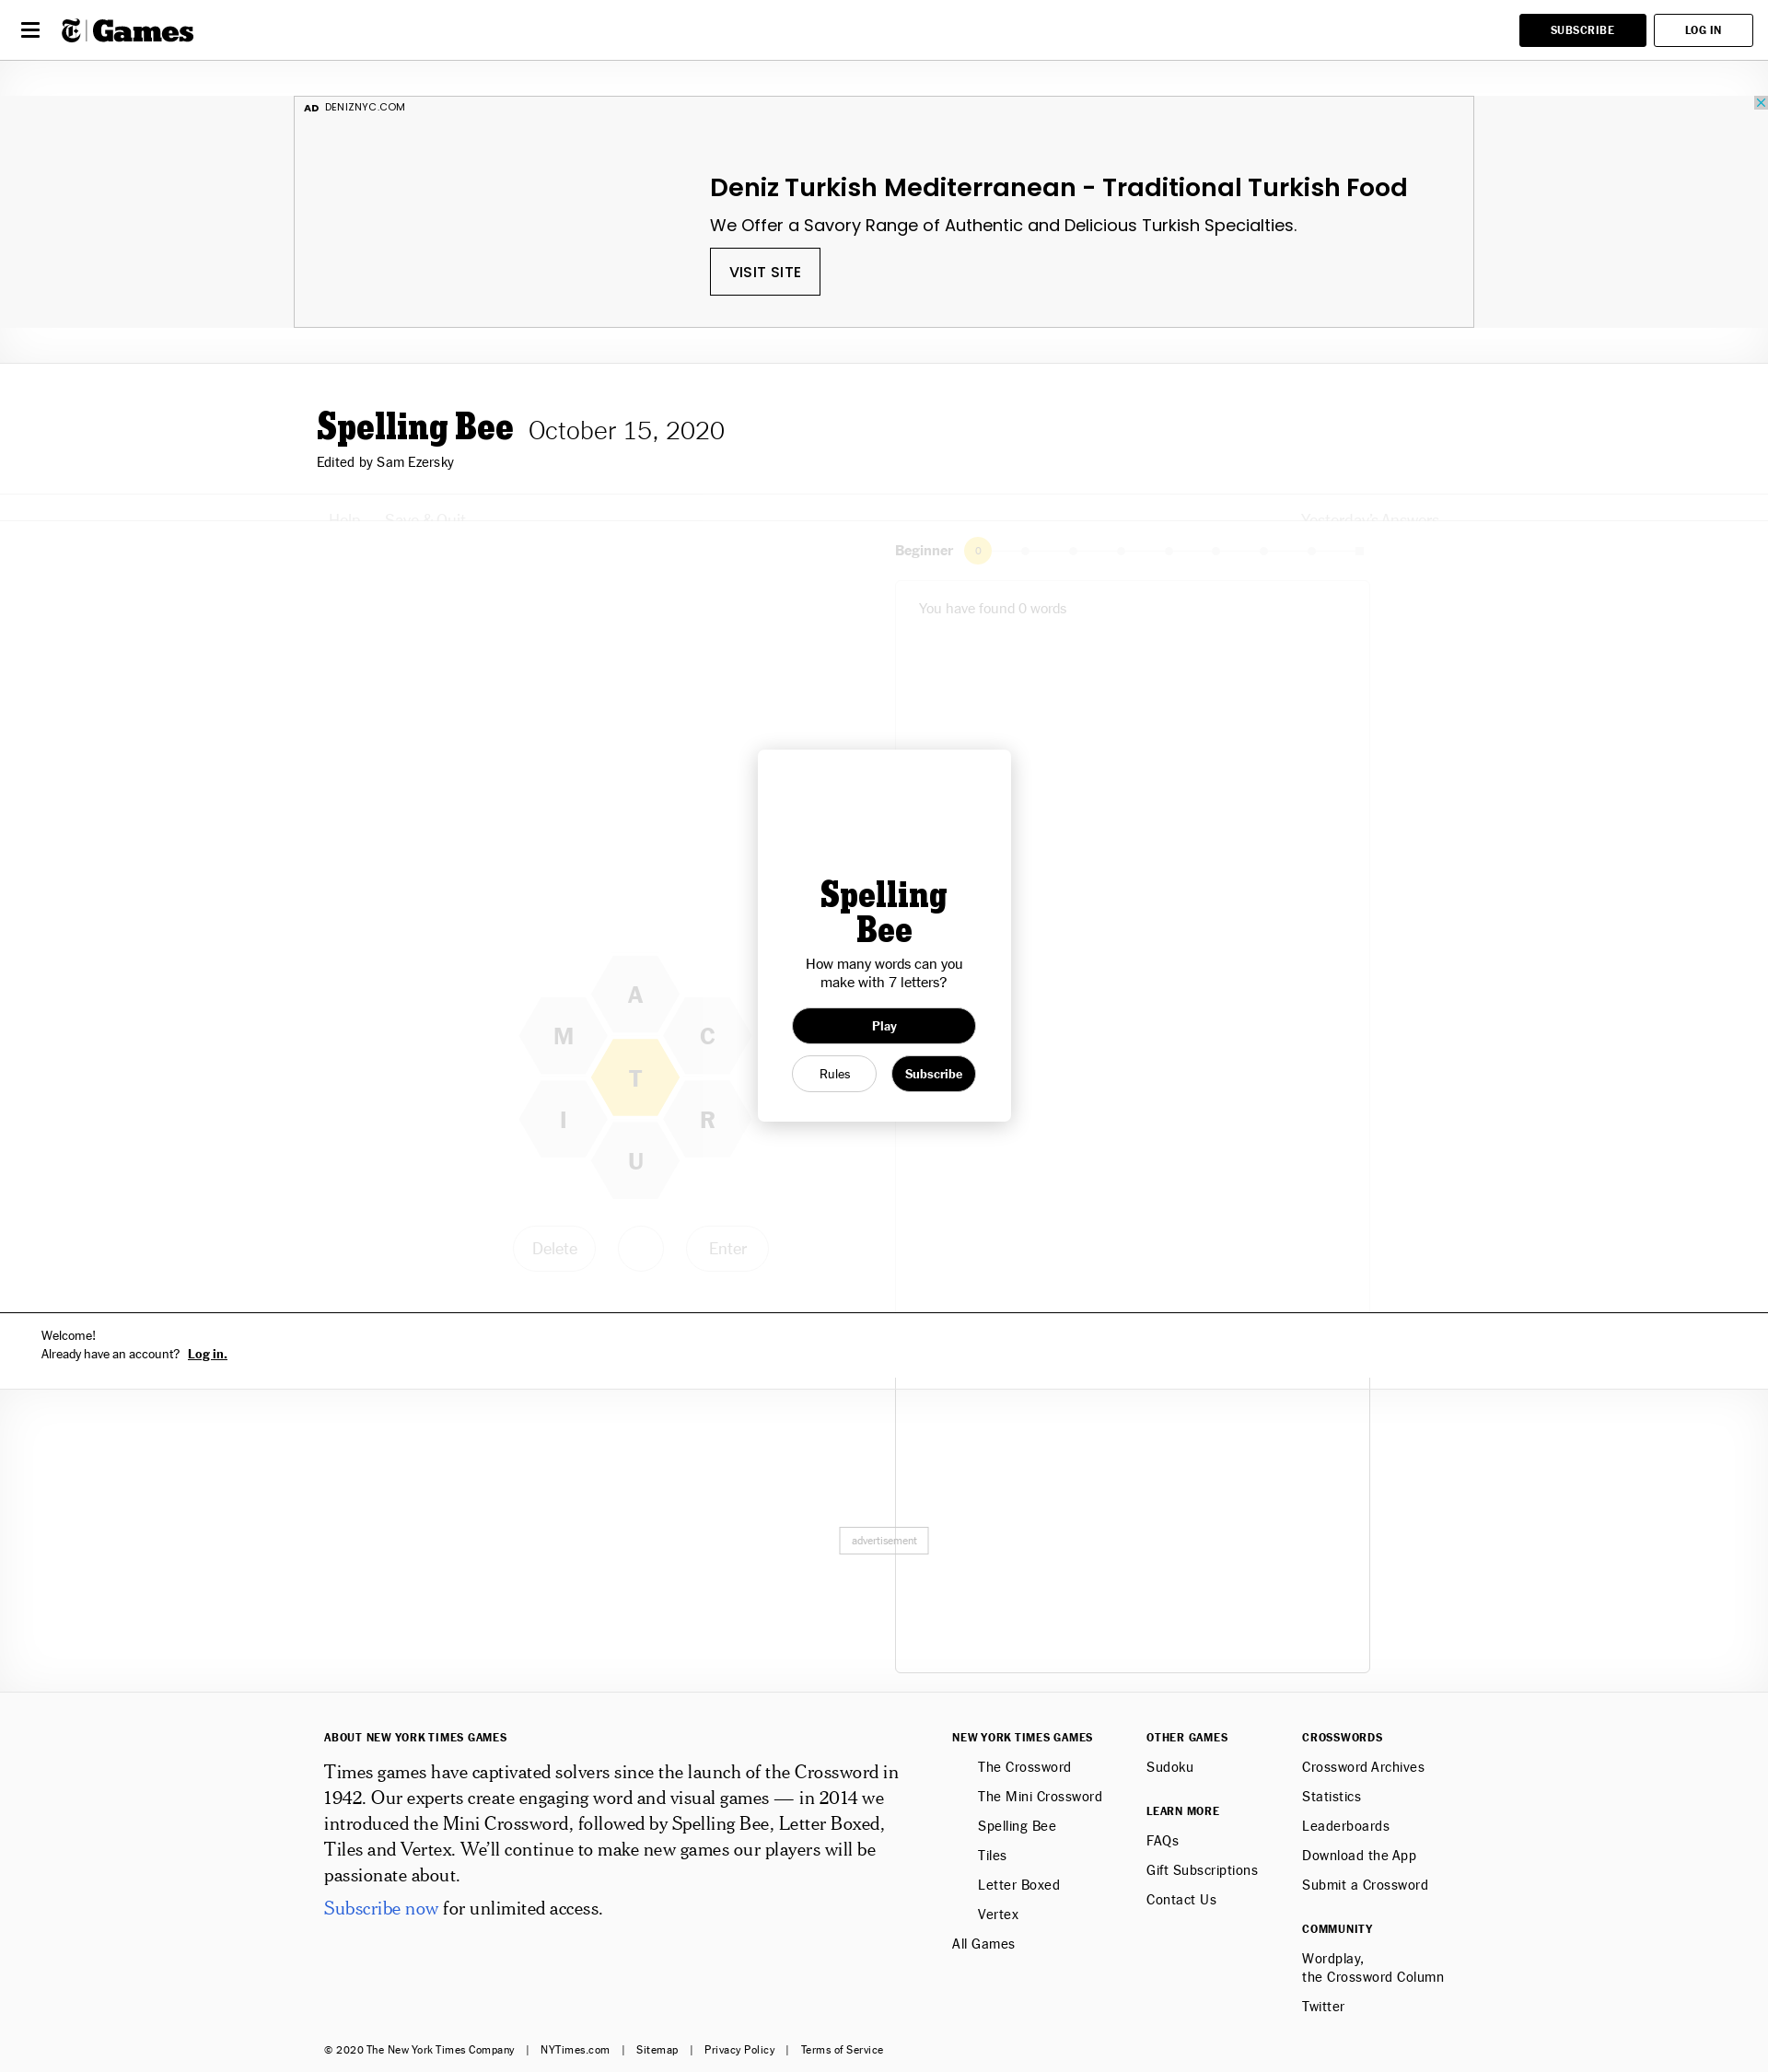 Games
SUBSCRIBE
LOG IN
AD DENIZNYC.COM
Deniz Turkish Mediterranean - Traditional Turkish Food
We Offer a Savory Range of Authentic and Delicious Turkish Specialties.
VISIT SITE
Spelling Bee October 15, 2020
Edited by Sam Ezersky
Help Save & Quit
Yesterday's Answers
Beginner 0
You have found 0 words
Spelling
Bee
How many words can you
make with 7 letters?
Play
Rules Subscribe
A
M C
T
I R
U
Delete Enter
Welcome!
Already have an account? Log in.
advertisement
ABOUT NEW YORK TIMES GAMES
Times games have captivated solvers since the launch of the Crossword in
1942. Our experts create engaging word and visual games — in 2014 we
introduced the Mini Crossword, followed by Spelling Bee, Letter Boxed,
Tiles and Vertex. We’ll continue to make new games our players will be
passionate about.
Subscribe now for unlimited access.
NEW YORK TIMES GAMES
The Crossword
The Mini Crossword
Spelling Bee
Tiles
Letter Boxed
Vertex
All Games
OTHER GAMES
Sudoku
LEARN MORE
FAQs
Gift Subscriptions
Contact Us
CROSSWORDS
Crossword Archives
Statistics
Leaderboards
Download the App
Submit a Crossword
COMMUNITY
Wordplay,
the Crossword Column
Twitter
© 2020 The New York Times Company | NYTimes.com | Sitemap | Privacy Policy | Terms of Service